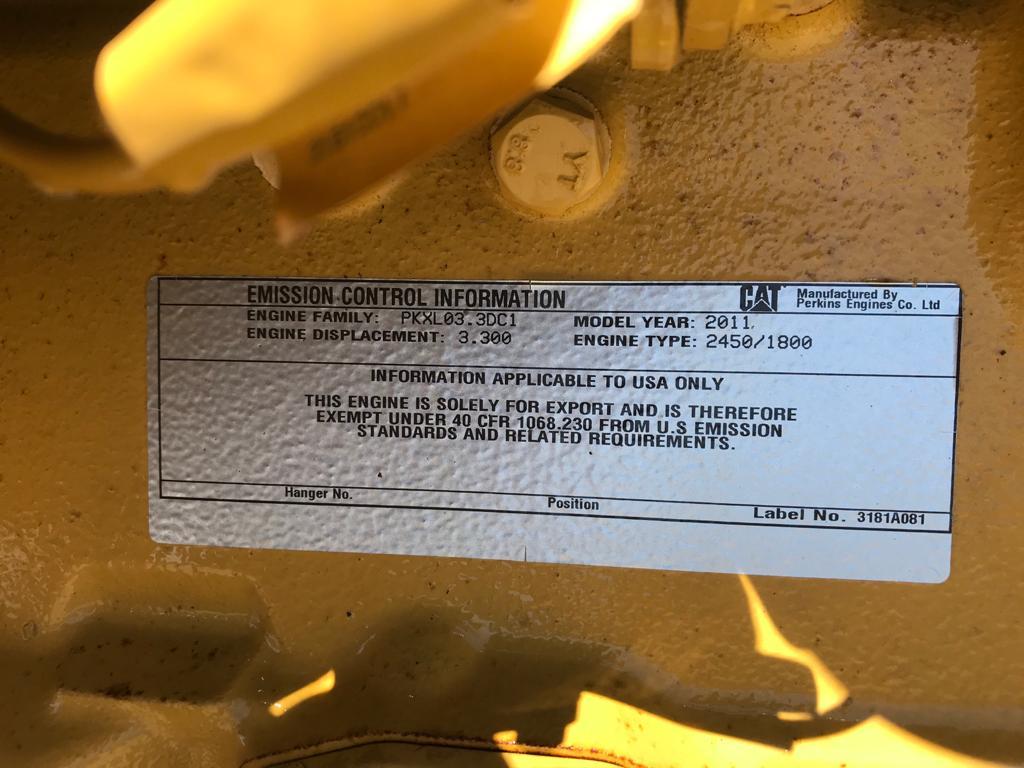 8.8
YT
EMISSION CONTROL INFORMATION
CAT
Manufactured By
Perkins Engines Co. Ltd
ENGINE FAMILY: PKXL03.3DC1
MODEL YEAR: 2011
ENGINE DISPLACEMENT: 3.300
ENGINE TYPE: 2450/1800
INFORMATION APPLICABLE TO USA ONLY
THIS ENGINE IS SOLELY FOR EXPORT AND IS THEREFORE
EXEMPT UNDER 40 CFR 1068.230 FROM U.S EMISSION
STANDARDS AND RELATED REQUIREMENTS.
Hanger No.
Position
Label No. 3181A081